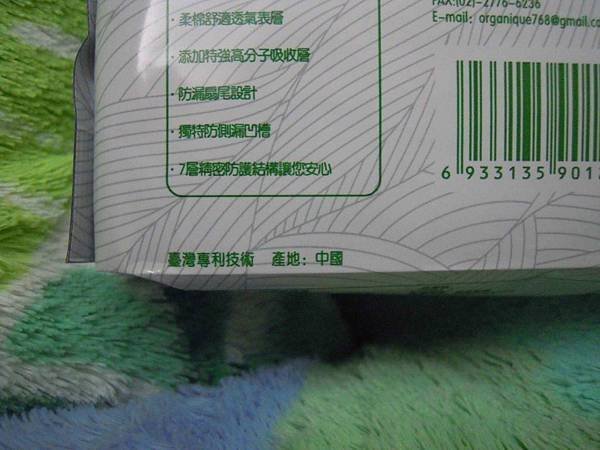 FAX:(02)-2776-6236
E-mail: organique768@gmail.co
· 柔棉舒適透氣表層
· 添加特強高分子吸收層
· 防漏扇尾設計
· 獨特防側漏凹槽
· 7層精密防護結構讓您安心
6 933135 901
臺灣專利技術 產地: 中國